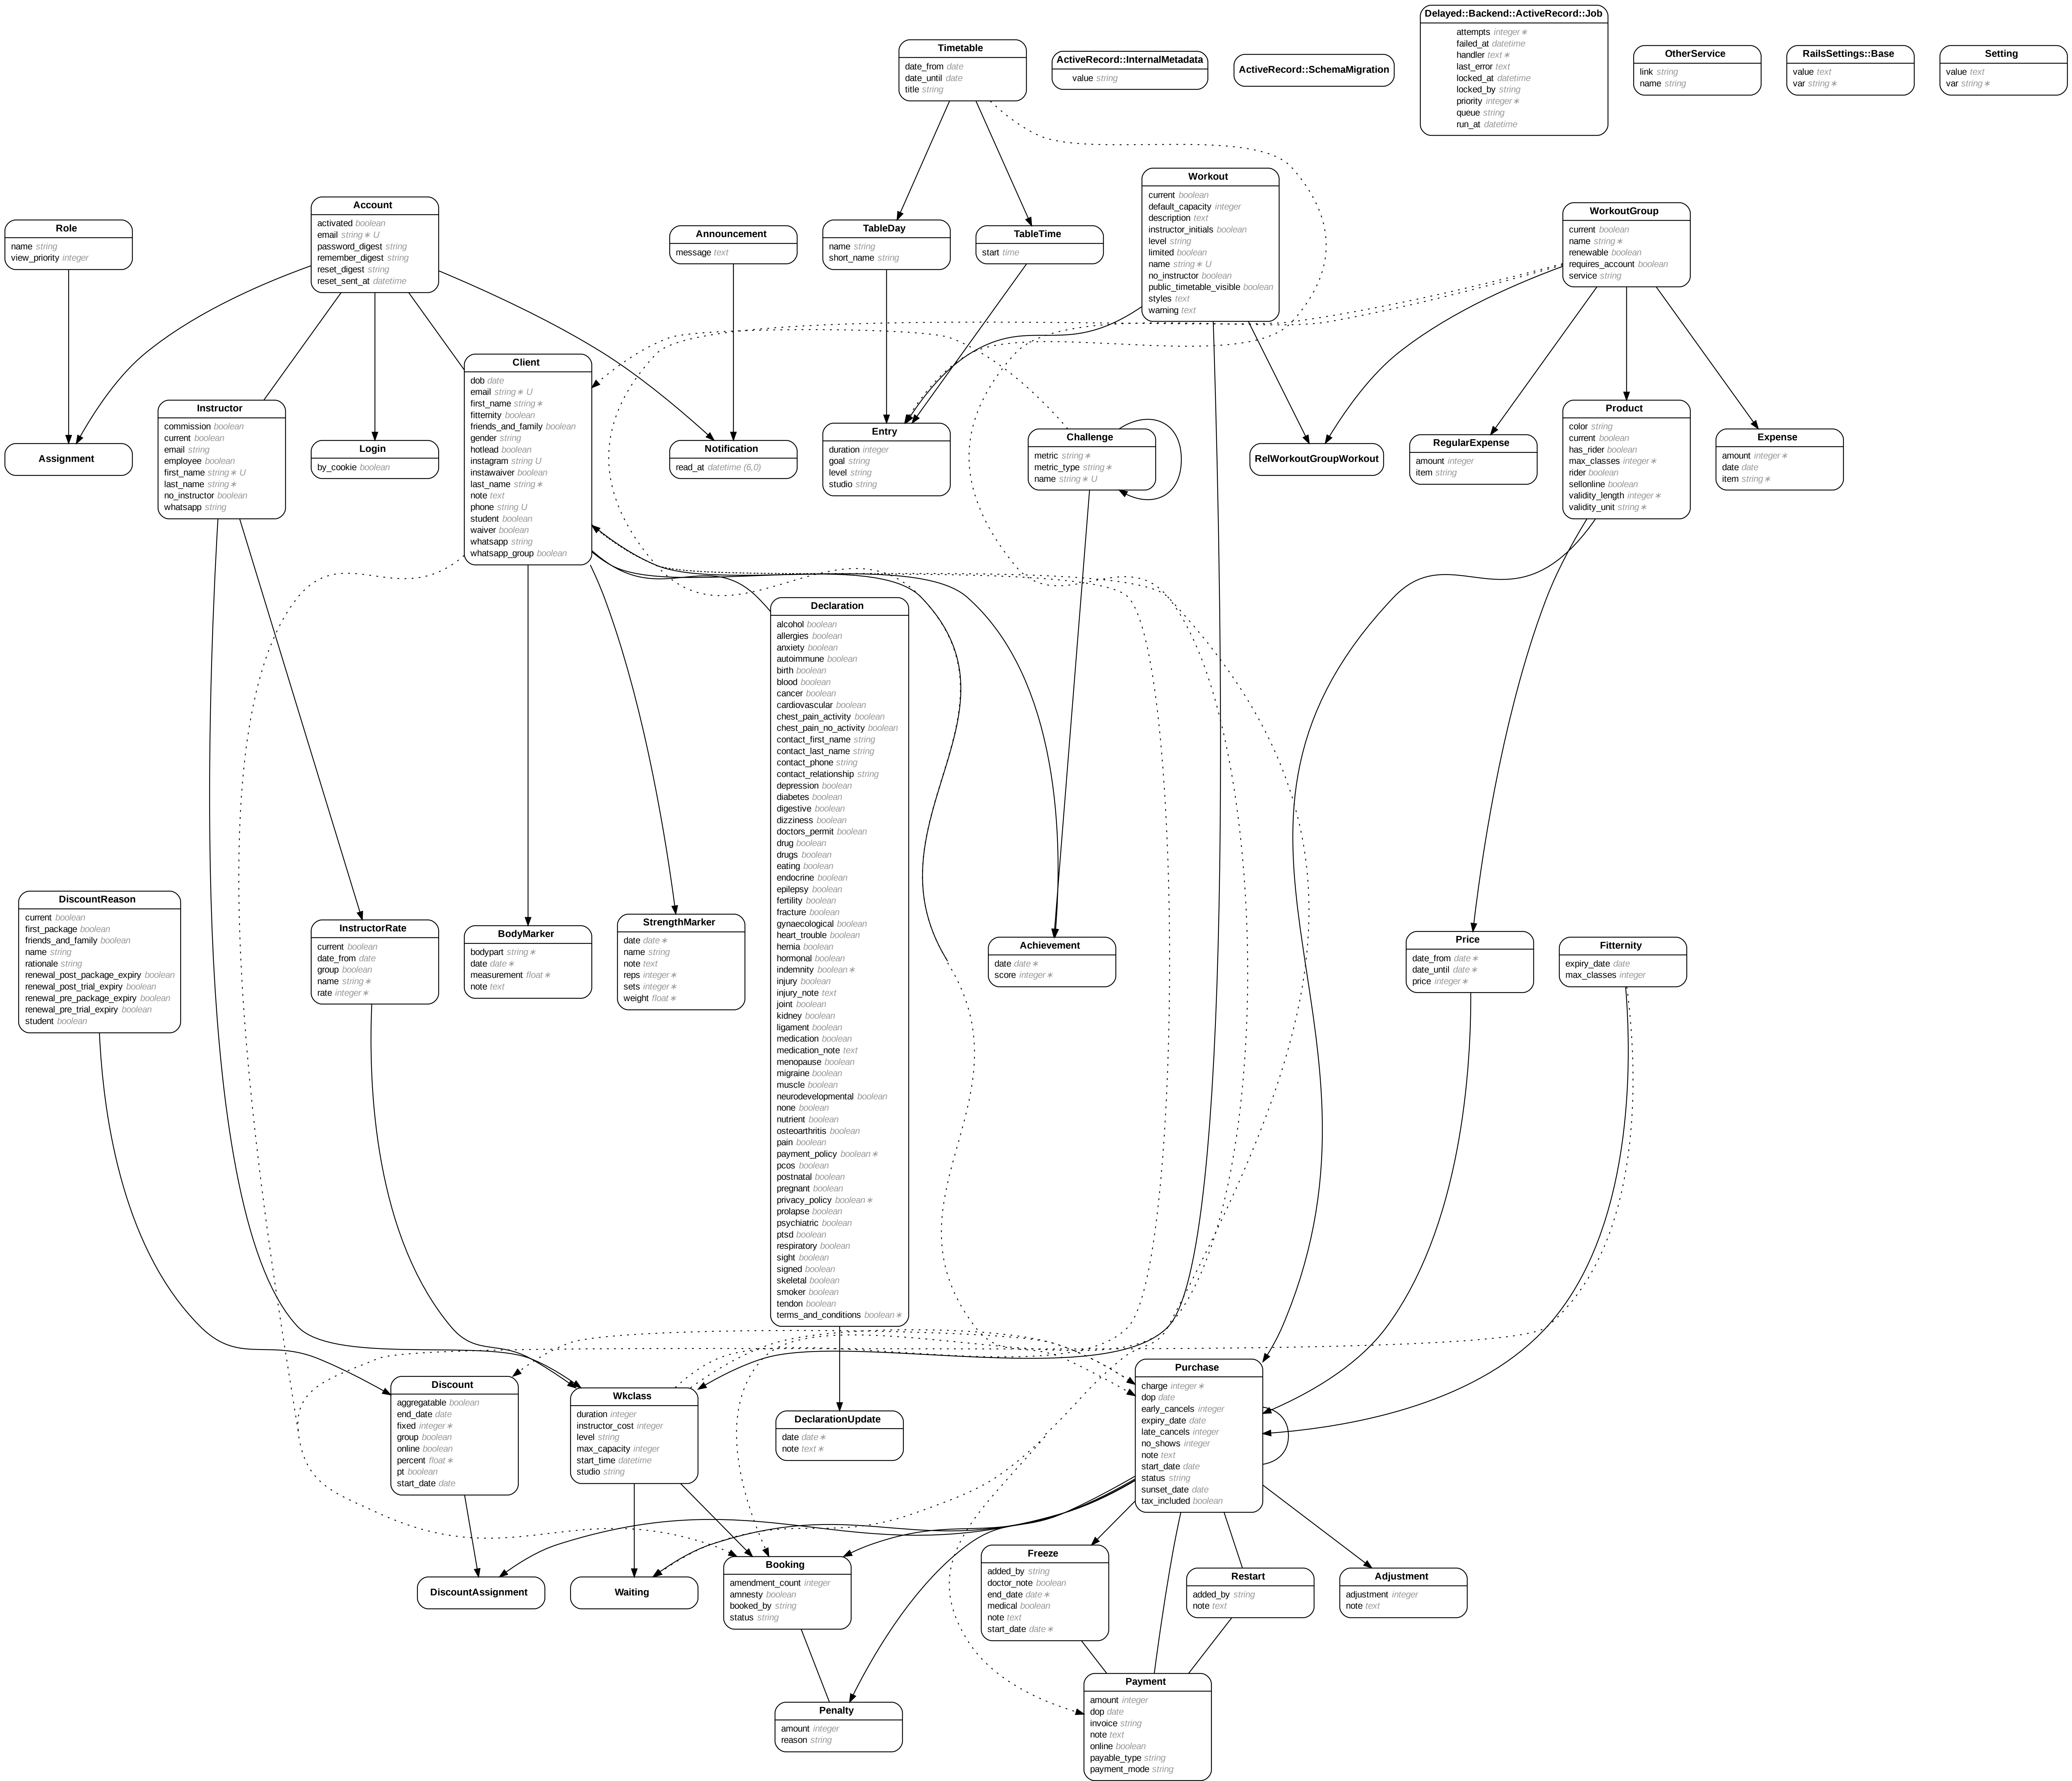 Delayed::Backend::ActiveRecord::Job
attempts integer ∗
failed_at datetime
handler text ∗
last_error text
locked_at datetime
locked_by string
priority integer ∗
queue string
run_at datetime
Timetable
date_from date
date_until date
title string
ActiveRecord::InternalMetadata
value string
ActiveRecord::SchemaMigration
OtherService
link string
name string
RailsSettings::Base
value text
var string ∗
Setting
value text
var string ∗
Workout
current boolean
default_capacity integer
description text
instructor_initials boolean
level string
limited boolean
name string ∗ U
no_instructor boolean
public_timetable_visible boolean
styles text
warning text
Account
activated boolean
email string ∗ U
password_digest string
remember_digest string
reset_digest string
reset_sent_at datetime
WorkoutGroup
current boolean
name string ∗
renewable boolean
requires_account boolean
service string
Role
name string
view_priority integer
Announcement
message text
TableDay
name string
short_name string
TableTime
start time
Client
dob date
email string ∗ U
first_name string ∗
fitternity boolean
friends_and_family boolean
gender string
hotlead boolean
instagram string U
instawaiver boolean
last_name string ∗
note text
phone string U
student boolean
waiver boolean
whatsapp string
whatsapp_group boolean
Instructor
commission boolean
current boolean
email string
employee boolean
first_name string ∗ U
last_name string ∗
no_instructor boolean
whatsapp string
Product
color string
current boolean
has_rider boolean
max_classes integer ∗
rider boolean
sellonline boolean
validity_length integer ∗
validity_unit string ∗
Assignment
Login
by_cookie boolean
Notification
read_at datetime (6,0)
Entry
duration integer
goal string
level string
studio string
Challenge
metric string ∗
metric_type string ∗
name string ∗ U
RelWorkoutGroupWorkout
RegularExpense
amount integer
item string
Expense
amount integer ∗
date date
item string ∗
Declaration
alcohol boolean
allergies boolean
anxiety boolean
autoimmune boolean
birth boolean
blood boolean
cancer boolean
cardiovascular boolean
chest_pain_activity boolean
chest_pain_no_activity boolean
contact_first_name string
contact_last_name string
contact_phone string
contact_relationship string
depression boolean
diabetes boolean
digestive boolean
dizziness boolean
doctors_permit boolean
drug boolean
drugs boolean
eating boolean
endocrine boolean
epilepsy boolean
fertility boolean
fracture boolean
gynaecological boolean
heart_trouble boolean
hernia boolean
hormonal boolean
indemnity boolean ∗
injury boolean
injury_note text
joint boolean
kidney boolean
ligament boolean
medication boolean
medication_note text
menopause boolean
migraine boolean
muscle boolean
neurodevelopmental boolean
none boolean
nutrient boolean
osteoarthritis boolean
pain boolean
payment_policy boolean ∗
pcos boolean
postnatal boolean
pregnant boolean
privacy_policy boolean ∗
prolapse boolean
psychiatric boolean
ptsd boolean
respiratory boolean
sight boolean
signed boolean
skeletal boolean
smoker boolean
tendon boolean
terms_and_conditions boolean ∗
DiscountReason
current boolean
first_package boolean
friends_and_family boolean
name string
rationale string
renewal_post_package_expiry boolean
renewal_post_trial_expiry boolean
renewal_pre_package_expiry boolean
renewal_pre_trial_expiry boolean
student boolean
InstructorRate
current boolean
date_from date
group boolean
name string ∗
rate integer ∗
BodyMarker
bodypart string ∗
date date ∗
measurement float ∗
note text
StrengthMarker
date date ∗
name string
note text
reps integer ∗
sets integer ∗
weight float ∗
Achievement
date date ∗
score integer ∗
Price
date_from date ∗
date_until date ∗
price integer ∗
Fitternity
expiry_date date
max_classes integer
Purchase
charge integer ∗
dop date
early_cancels integer
expiry_date date
late_cancels integer
no_shows integer
note text
start_date date
status string
sunset_date date
tax_included boolean
Discount
aggregatable boolean
end_date date
fixed integer ∗
group boolean
online boolean
percent float ∗
pt boolean
start_date date
Wkclass
duration integer
instructor_cost integer
level string
max_capacity integer
start_time datetime
studio string
DeclarationUpdate
date date ∗
note text ∗
DiscountAssignment
Waiting
Booking
amendment_count integer
amnesty boolean
booked_by string
status string
Freeze
added_by string
doctor_note boolean
end_date date ∗
medical boolean
note text
start_date date ∗
Restart
added_by string
note text
Adjustment
adjustment integer
note text
Penalty
amount integer
reason string
Payment
amount integer
dop date
invoice string
note text
online boolean
payable_type string
payment_mode string